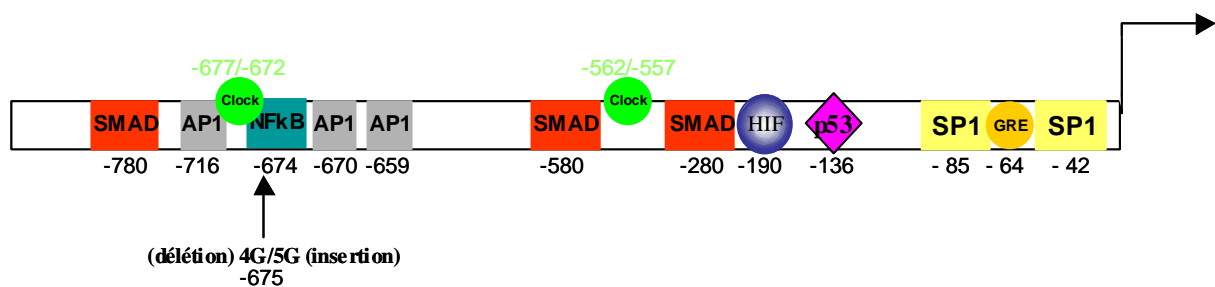 -677/-672 -562/-557
Clock Clock
SMAD AP1 NFkB AP1 AP1 SMAD SMAD HIF p53 SP1 GRE SP1
-780 -716 -674 -670 -659 -580 -280 -190 -136 - 85 - 64 - 42
(délétion) 4G/5G (insertion)
-675